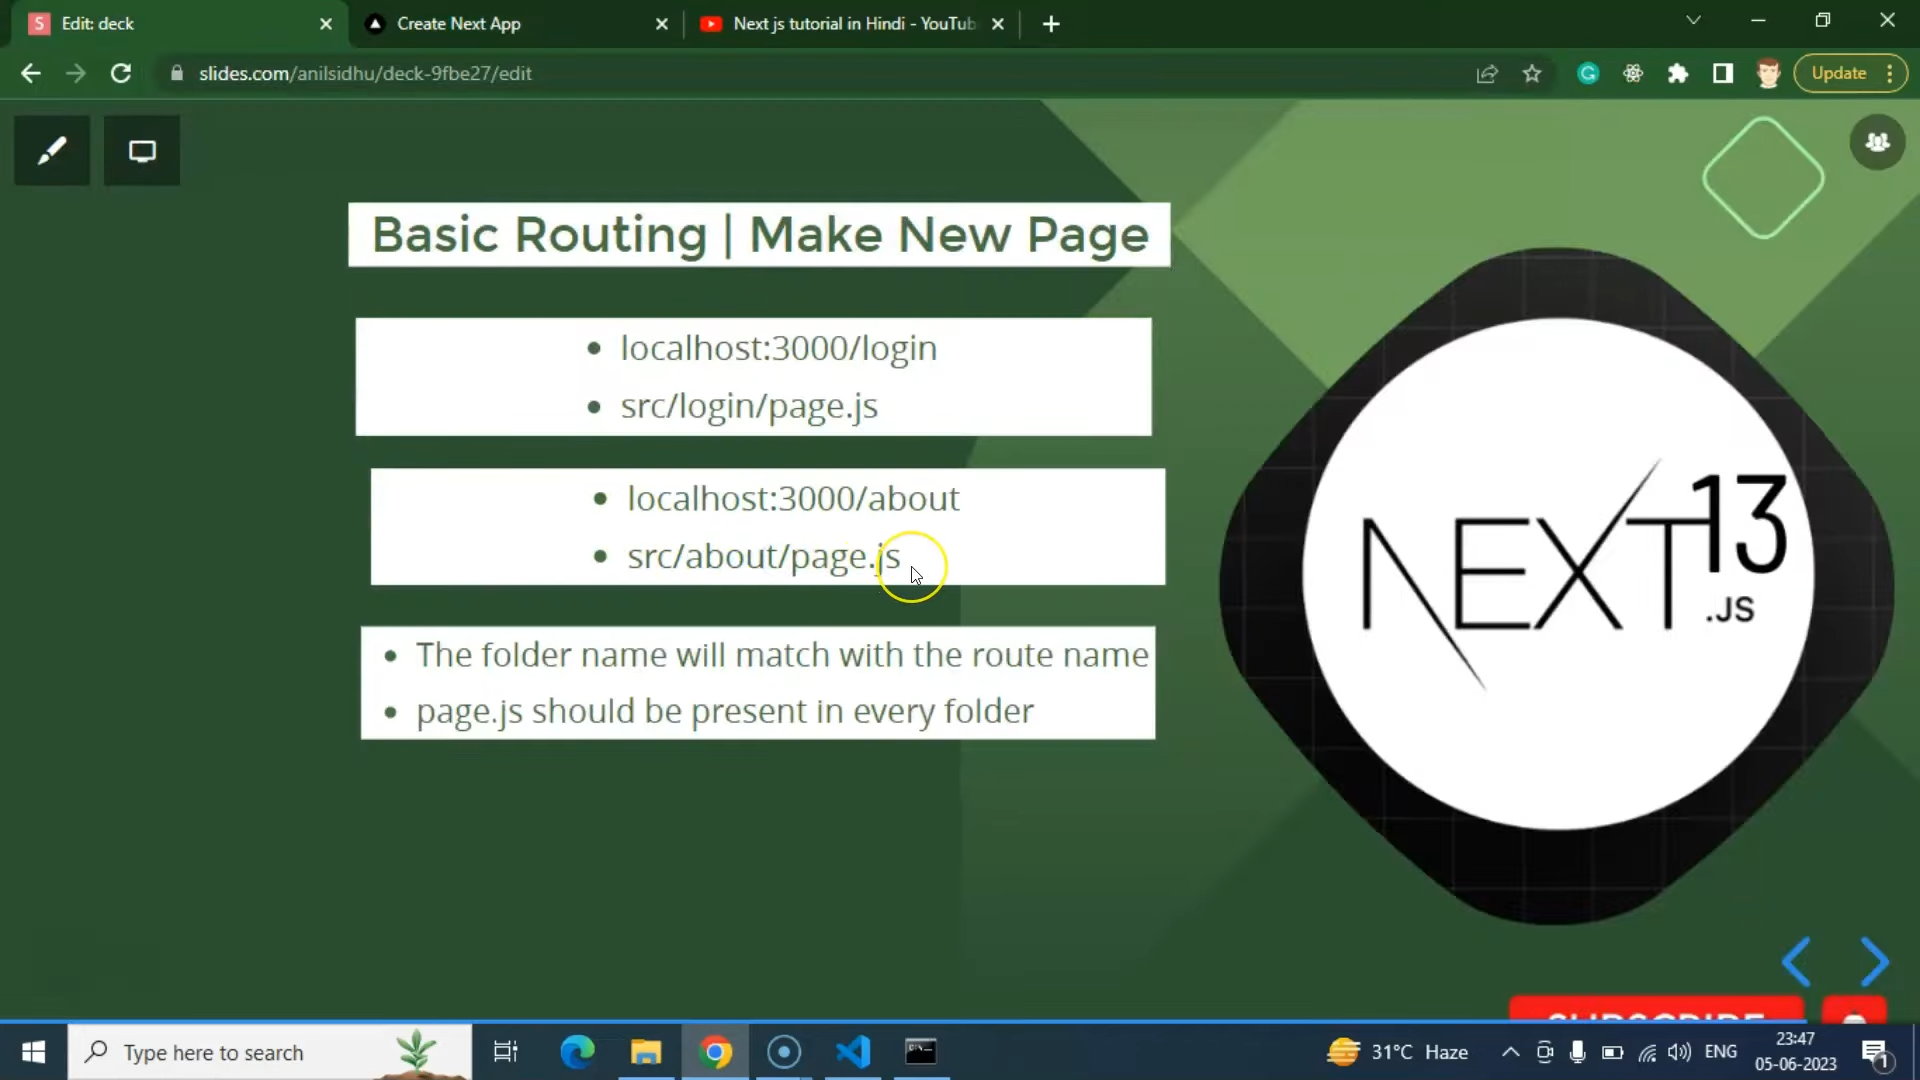 Edit: deck
Create Next App
Next js tutorial in Hindi - YouTub
slides.com/anilsidhu/deck-9fbe27/edit
Update
Basic Routing | Make New Page
localhost:3000/login
src/login/page.js
localhost:3000/about
src/about/page.js
The folder name will match with the route name
page.js should be present in every folder
NEXT13
.JS
SUBSCRIBE
Type here to search
31°C Haze
ENG
23:47
05-06-2023
1